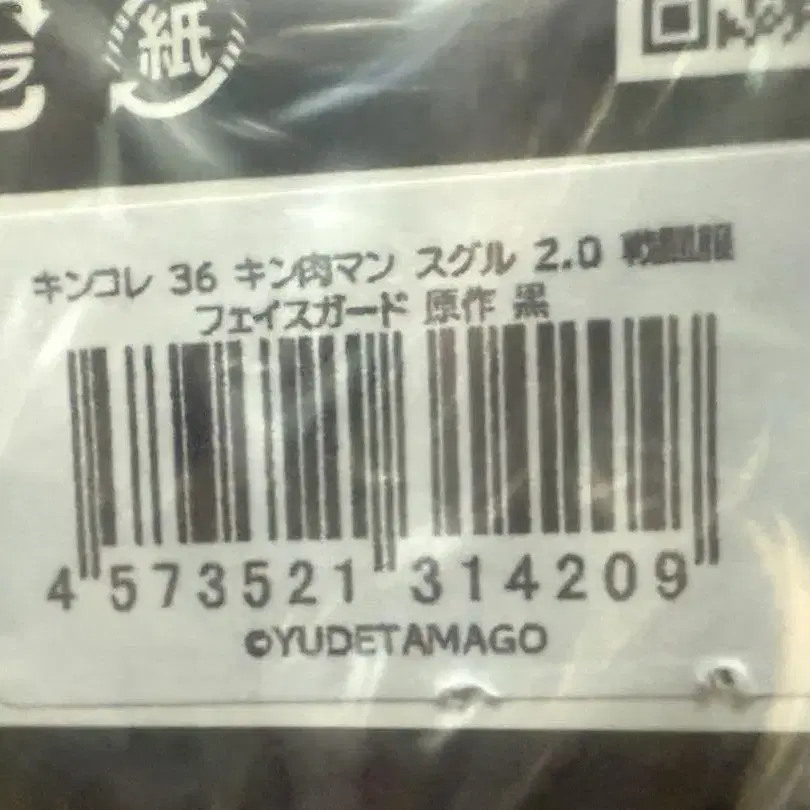 ラ
紙
キンコレ 36 キン肉マン スグル 2.0
フェイスガード 原作 黒
4 573521 314209
©YUDETAMAGO